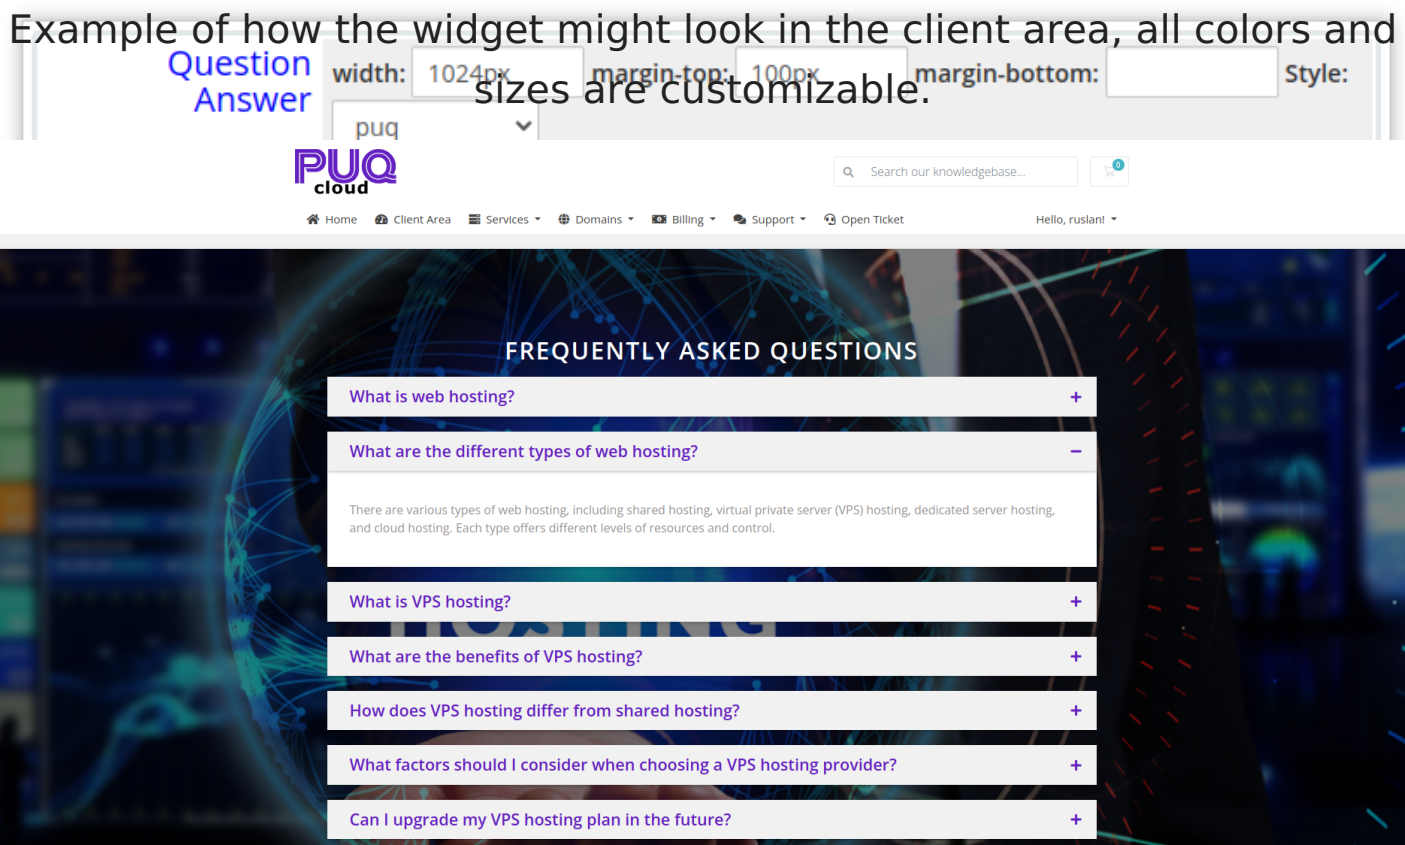 Example of how the widget might look in the client area, all colors and
sizes are customizable.
Question
Answer
width: 1024px margin-top: 100px margin-bottom: Style:
puq
PUQ
cloud
Search our knowledgebase...
0
Home Client Area Services Domains Billing Support Open Ticket Hello, ruslan!
FREQUENTLY ASKED QUESTIONS
What is web hosting? +
What are the different types of web hosting? −
There are various types of web hosting, including shared hosting, virtual private server (VPS) hosting, dedicated server hosting,
and cloud hosting. Each type offers different levels of resources and control.
What is VPS hosting? +
HOSTING
What are the benefits of VPS hosting? +
How does VPS hosting differ from shared hosting? +
What factors should I consider when choosing a VPS hosting provider? +
Can I upgrade my VPS hosting plan in the future? +